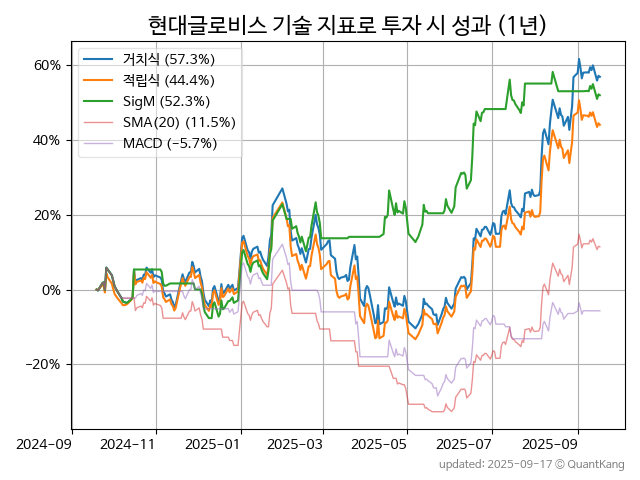 현대글로비스 기술 지표로 투자 시 성과 (1년)
거치식 (57.3%)
적립식 (44.4%)
SigM (52.3%)
SMA(20) (11.5%)
MACD (−5.7%)
60%
40%
20%
0%
−20%
2024-09 2024-11 2025-01 2025-03 2025-05 2025-07 2025-09
updated: 2025-09-17 © QuantKang